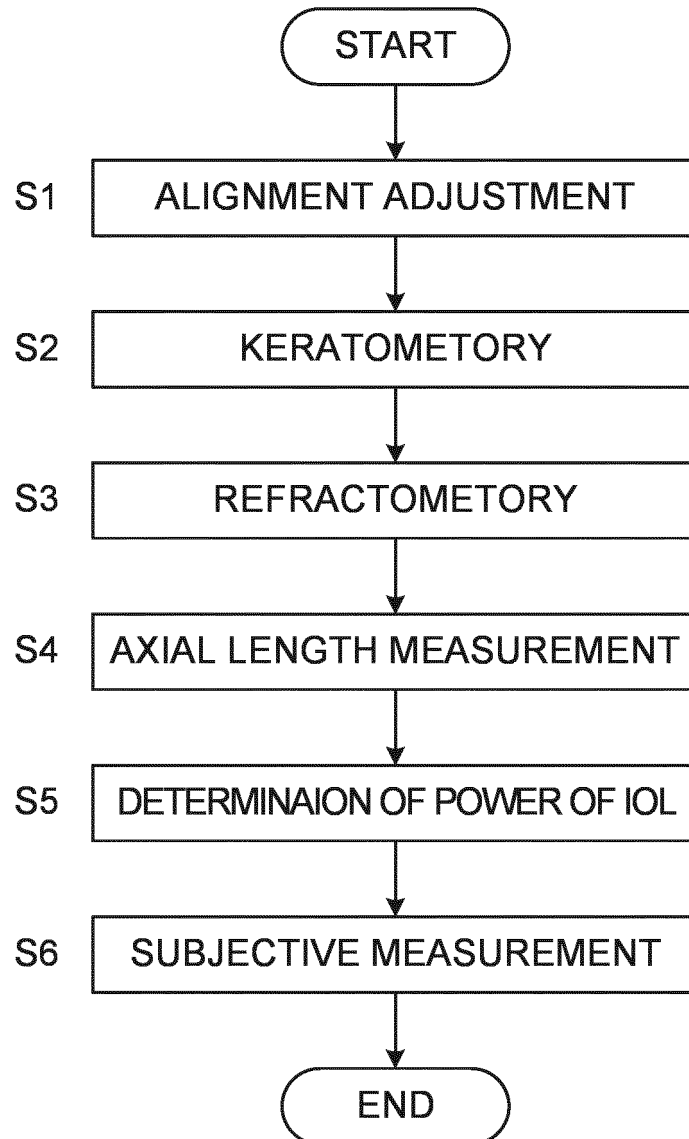 START
S1 ALIGNMENT ADJUSTMENT
S2 KERATOMETORY
S3 REFRACTOMETORY
S4 AXIAL LENGTH MEASUREMENT
S5 DETERMINAION OF POWER OF IOL
S6 SUBJECTIVE MEASUREMENT
END